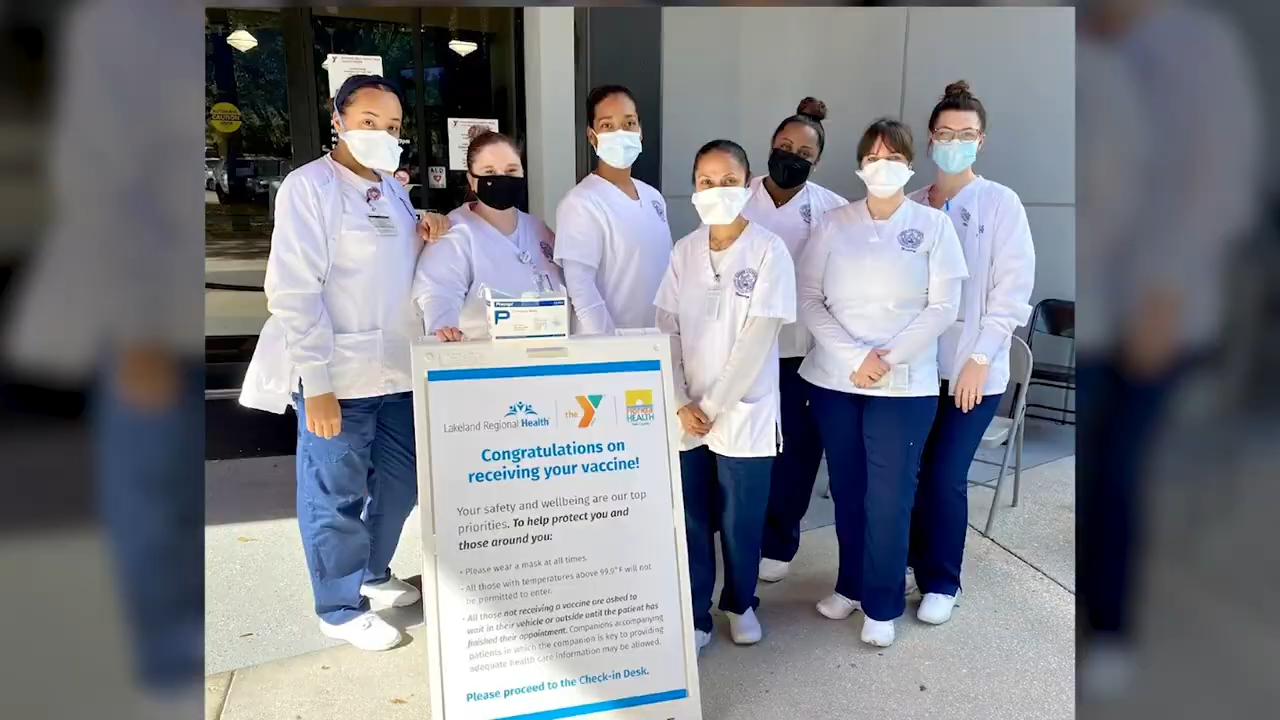 CAUTION
AED
P
Lakeland Regional Health
the Y
FLORIDA
HEALTH
Congratulations on
receiving your vaccine!
Your safety and wellbeing are our top
priorities. To help protect you and
those around you:
• Please wear a mask at all times.
• All those with temperatures above 99.9°F will not
be permitted to enter.
• All those not receiving a vaccine are asked to
wait in their vehicle or outside until the patient has
finished their appointment. Companions accompanying
patients in which the companion is key to providing
adequate health care information may be allowed.
Please proceed to the Check-in Desk.